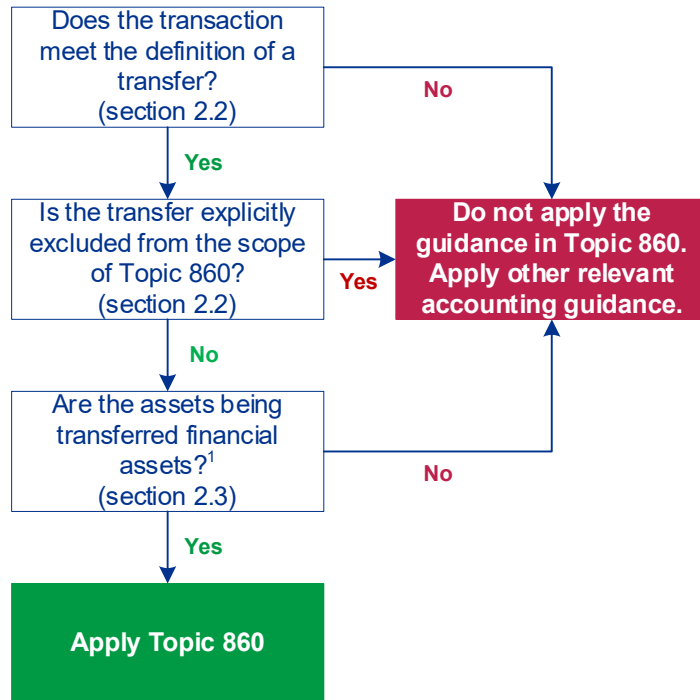 Does the transaction
meet the definition of a
transfer?
(section 2.2)
No
Yes
Is the transfer explicitly
excluded from the scope
of Topic 860?
(section 2.2)
Yes
Do not apply the
guidance in Topic 860.
Apply other relevant
accounting guidance.
No
Are the assets being
transferred financial
assets?¹
(section 2.3)
No
Yes
Apply Topic 860